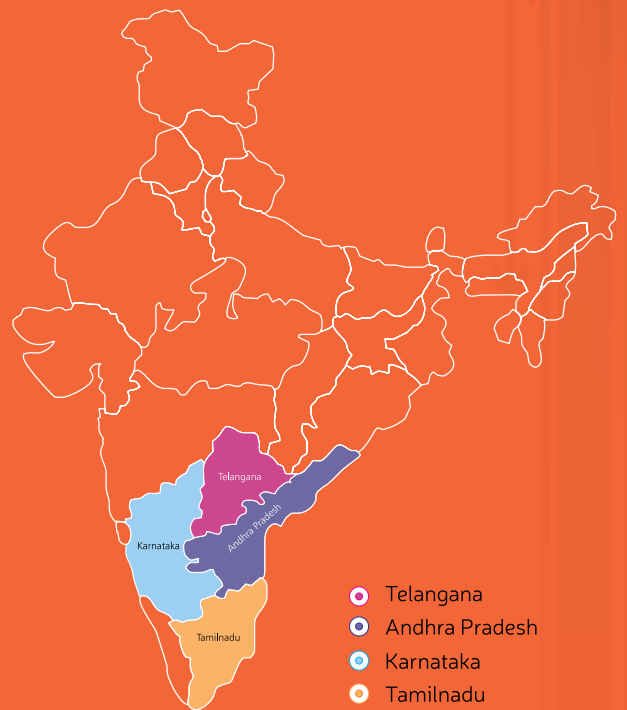 Telangana
Andhra Pradesh
Karnataka
Tamilnadu
Telangana
Andhra Pradesh
Karnataka
Tamilnadu